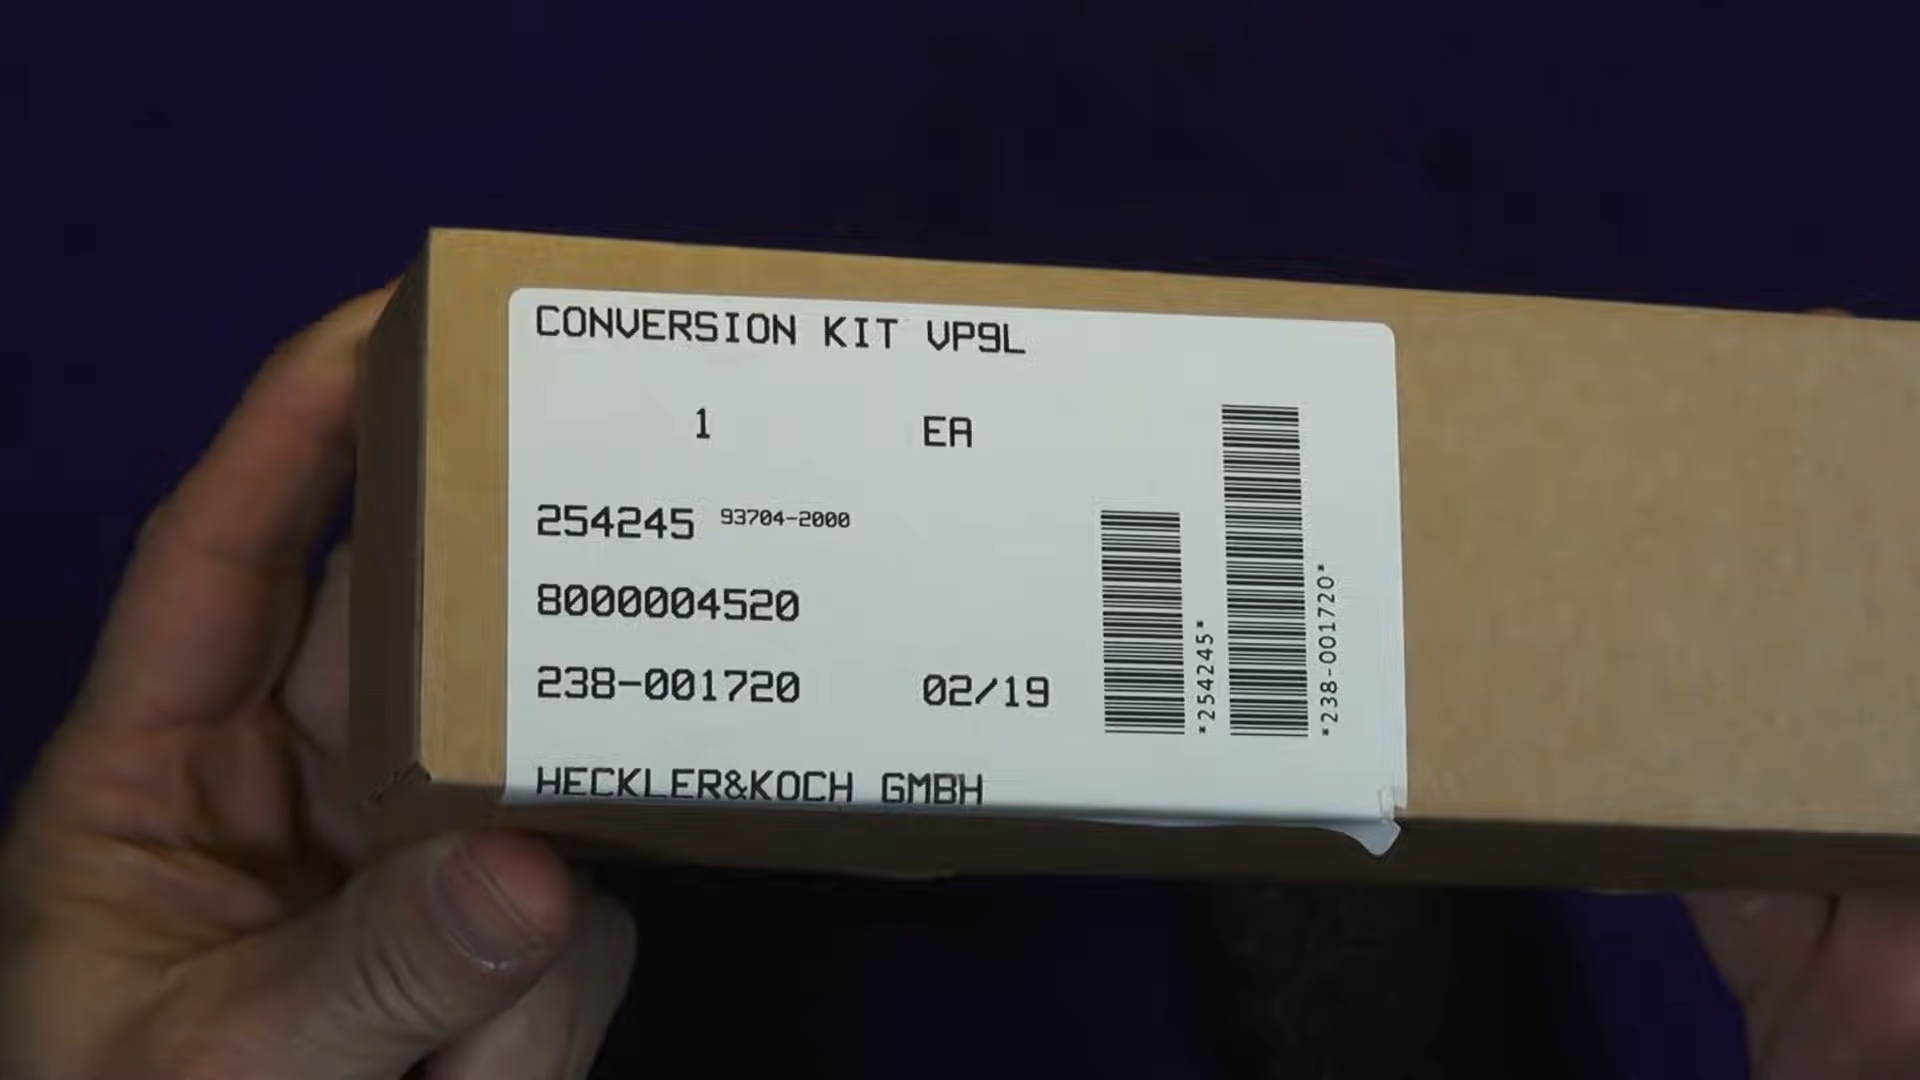 CONVERSION KIT VP9L
1 EA
254245 93704-2000
8000004520
238-001720 02/19
HECKLER&KOCH GMBH
*254245*
*238-001720*